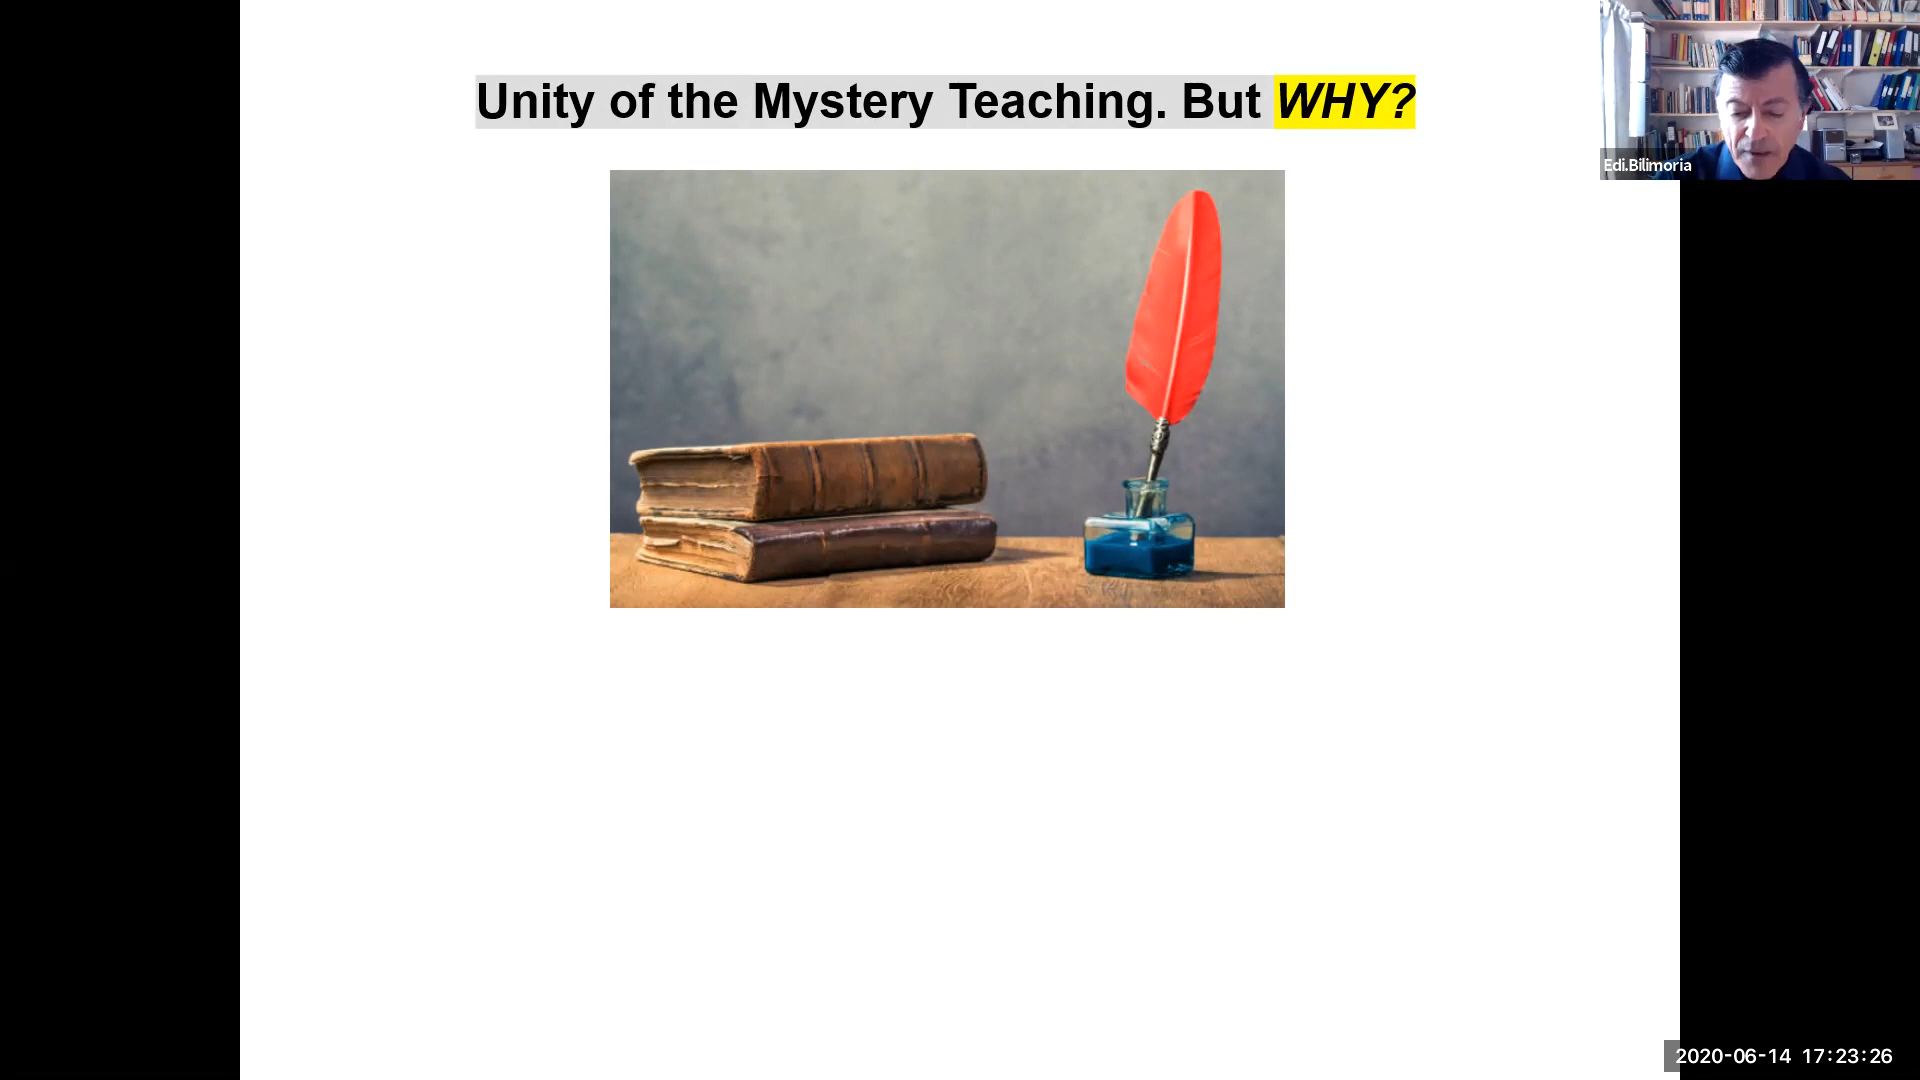 Unity of the Mystery Teaching. But WHY?
Edi.Bilimoria
2020-06-14 17:23:26